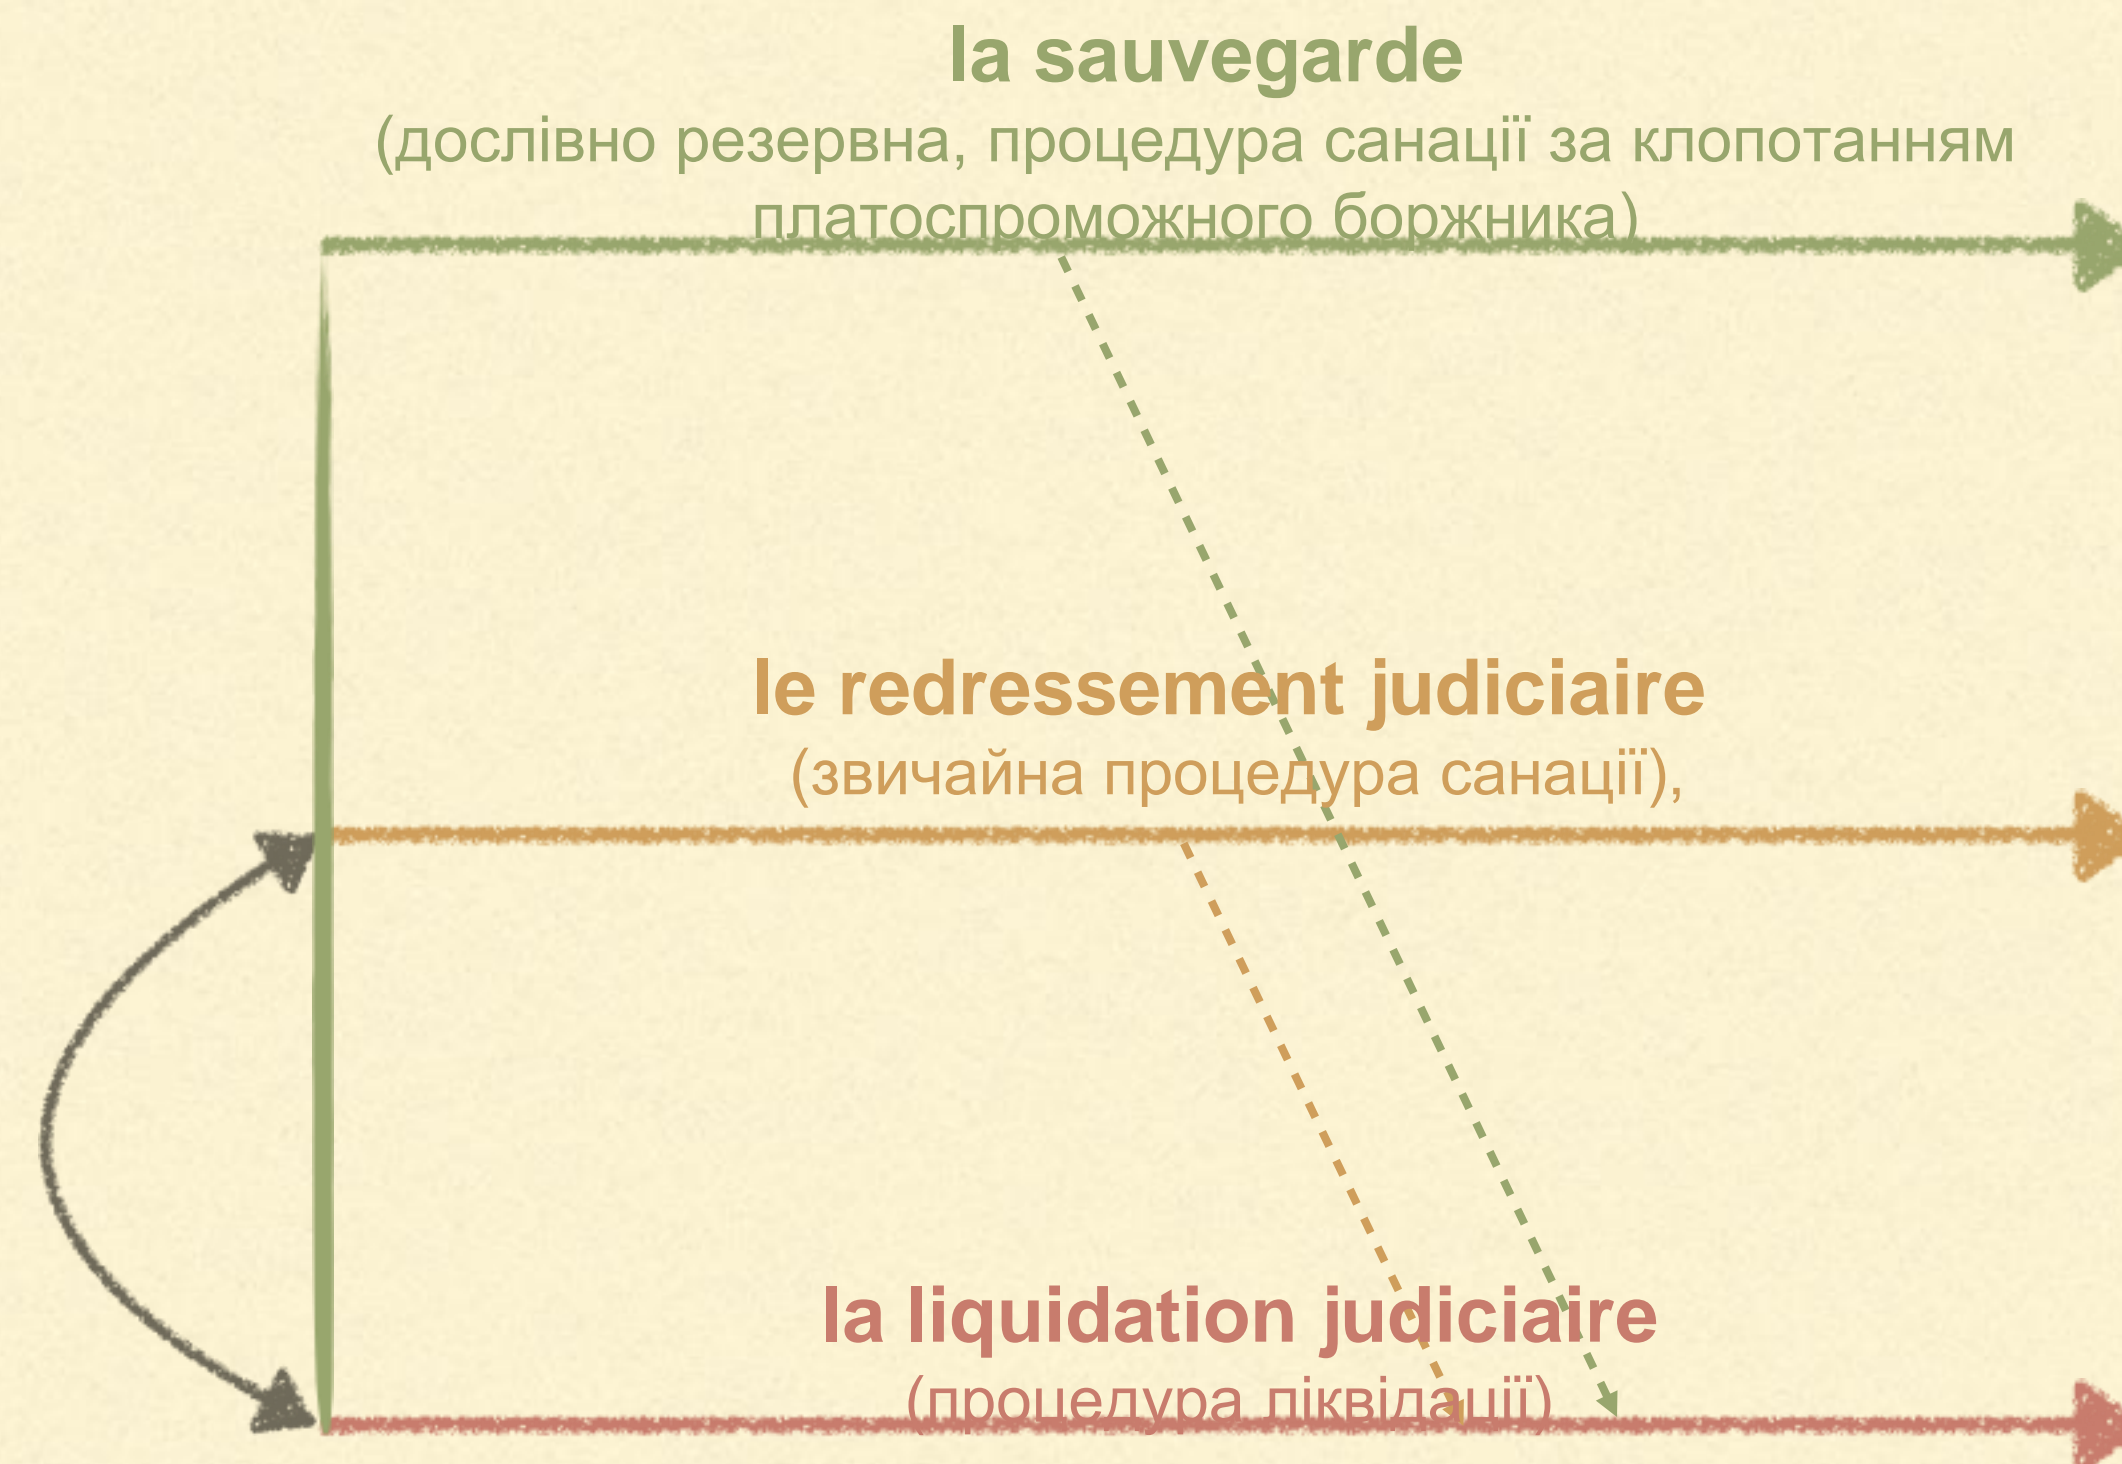 la sauvegarde
(дослівно резервна, процедура санації за клопотанням
платоспроможного боржника)
le redressement judiciaire
(звичайна процедура санації),
la liquidation judiciaire
(процедура ліквідації)